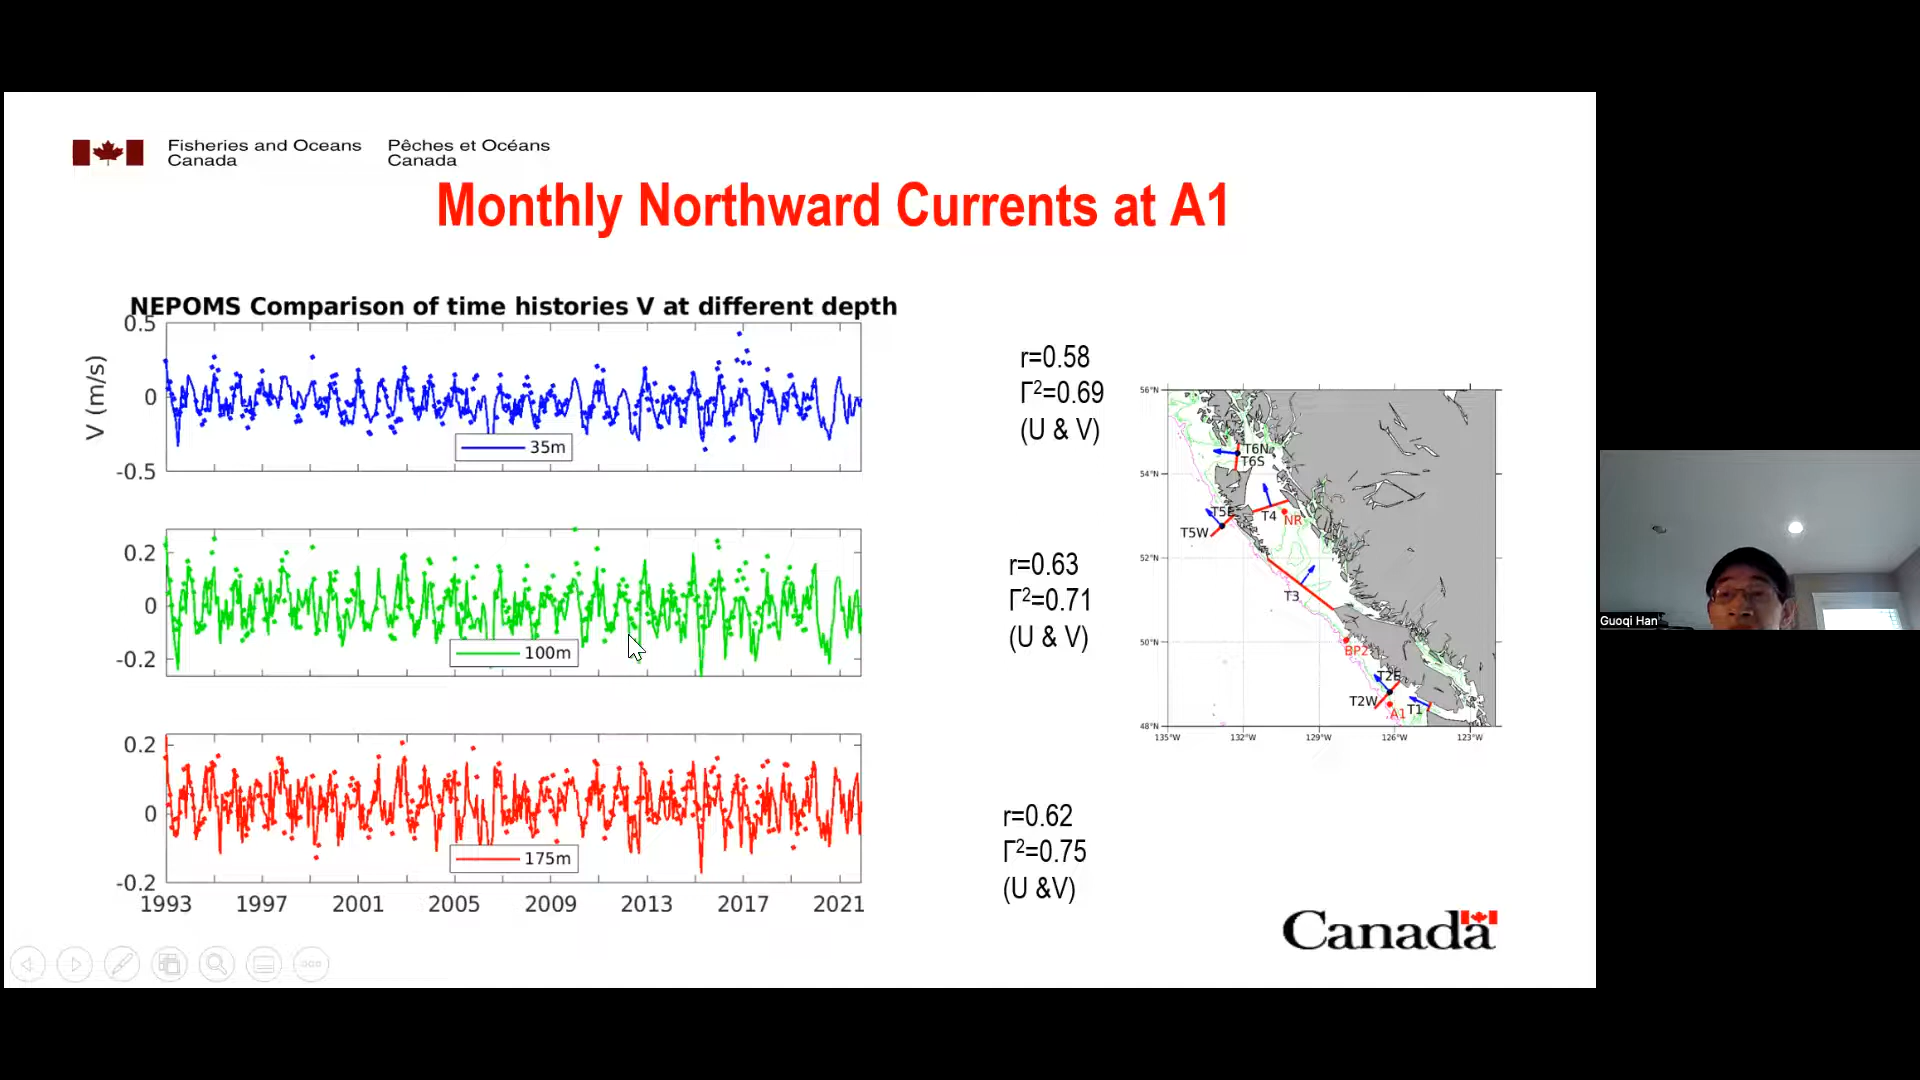 Fisheries and Oceans
Canada
Pêches et Océans
Canada
Monthly Northward Currents at A1
NEPOMS Comparison of time histories V at different depth
V (m/s)
0.5
0
-0.5
35m
0.2
0
-0.2
100m
0.2
0
-0.2
175m
1993 1997 2001 2005 2009 2013 2017 2021
r=0.58
Γ²=0.69
(U & V)
r=0.63
Γ²=0.71
(U & V)
r=0.62
Γ²=0.75
(U &V)
56°N
54°N
52°N
50°N
48°N
135°W 132°W 129°W 126°W 123°W
T6N
T6S
T5E
T5W
T4
NR
T3
BP2
T2E
T2W
A1
T1
Canada
Guoqi Han